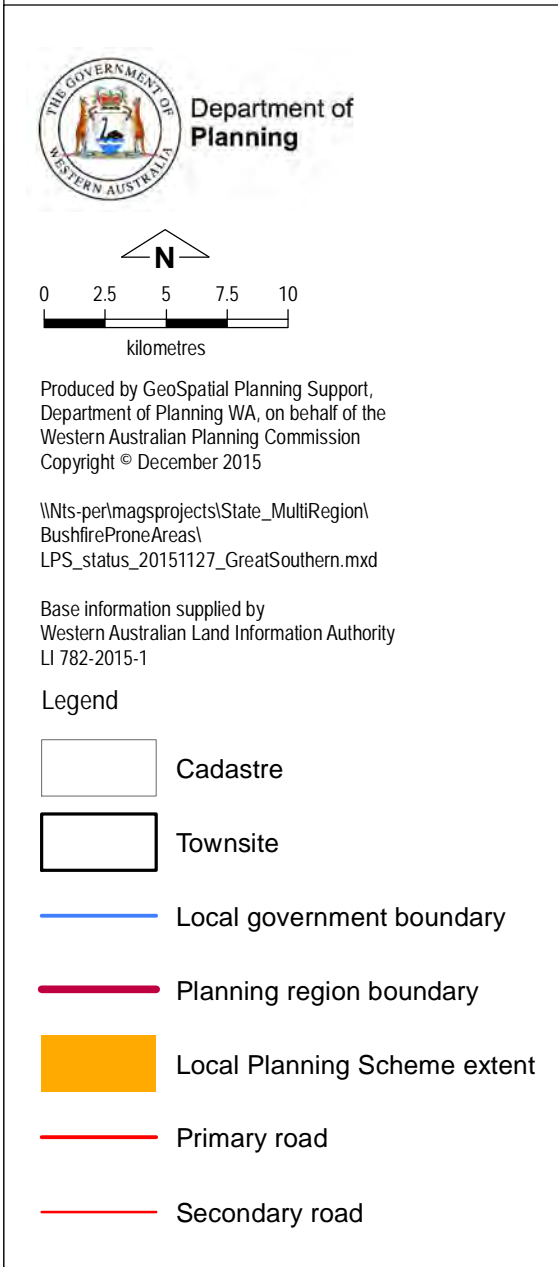 THE GOVERNMENT OF
WESTERN AUSTRALIA
Department of
Planning
N
0 2.5 5 7.5 10
kilometres
Produced by GeoSpatial Planning Support,
Department of Planning WA, on behalf of the
Western Australian Planning Commission
Copyright © December 2015
\\Nts-per\magsprojects\State_MultiRegion\
BushfireProneAreas\
LPS_status_20151127_GreatSouthern.mxd
Base information supplied by
Western Australian Land Information Authority
LI 782-2015-1
Legend
Cadastre
Townsite
Local government boundary
Planning region boundary
Local Planning Scheme extent
Primary road
Secondary road